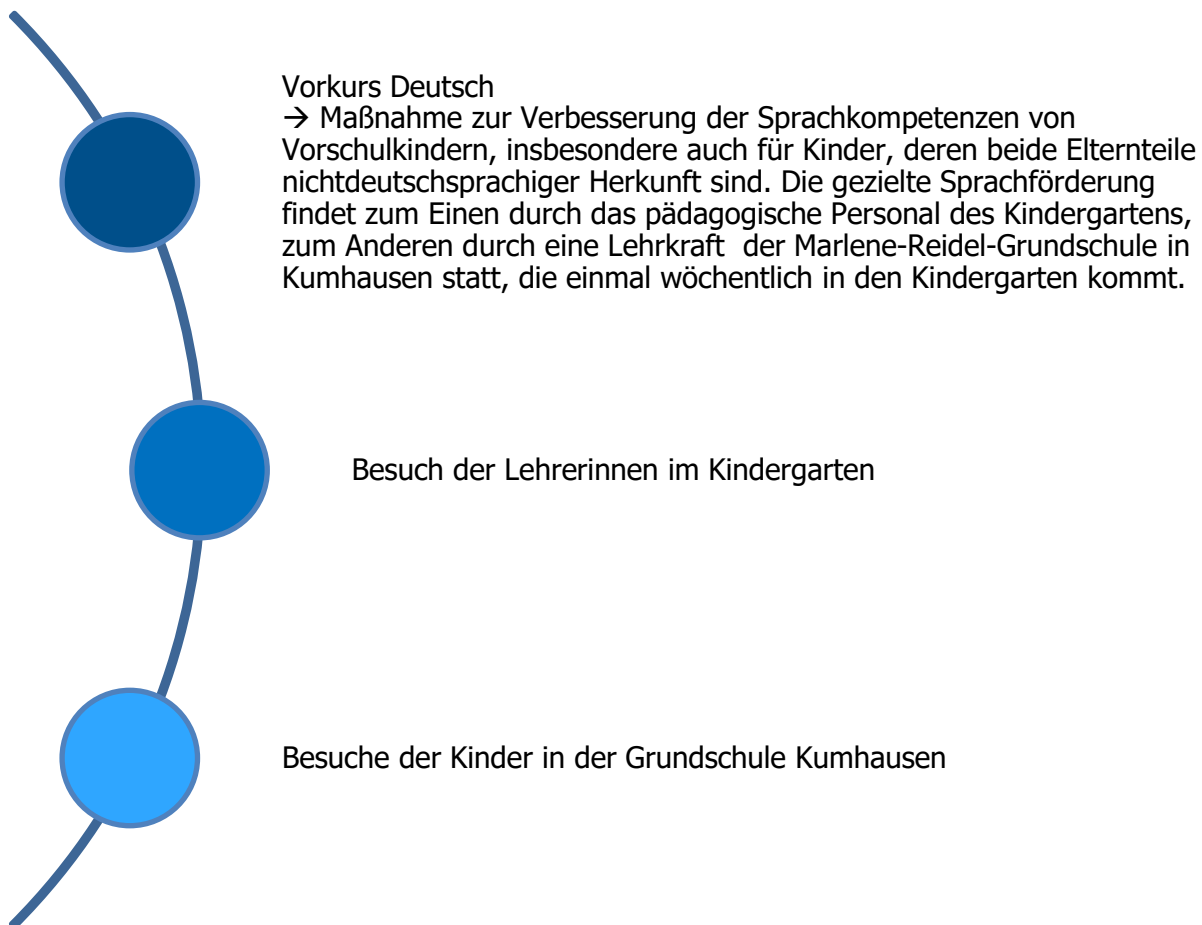 Vorkurs Deutsch
→ Maßnahme zur Verbesserung der Sprachkompetenzen von
Vorschulkindern, insbesondere auch für Kinder, deren beide Elternteile
nichtdeutschsprachiger Herkunft sind. Die gezielte Sprachförderung
findet zum Einen durch das pädagogische Personal des Kindergartens,
zum Anderen durch eine Lehrkraft  der Marlene-Reidel-Grundschule in
Kumhausen statt, die einmal wöchentlich in den Kindergarten kommt.
Besuch der Lehrerinnen im Kindergarten
Besuche der Kinder in der Grundschule Kumhausen